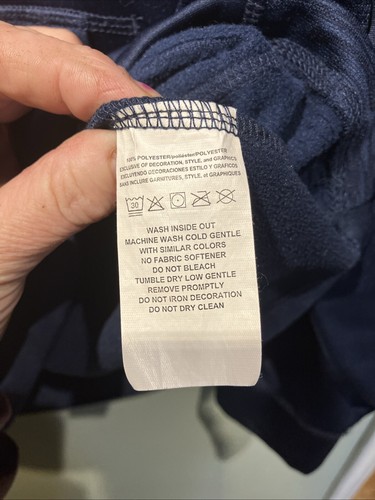 100% POLYESTER/poliéster/POLYESTER
EXCLUSIVE OF DECORATION, STYLE, and GRAPHICS
EXCLUYENDO DECORACIONES ESTILO Y GRAPHICS
SANS INCLURE GARNITURES, STYLE, et GRAPHIQUES
30
WASH INSIDE OUT
MACHINE WASH COLD GENTLE
WITH SIMILAR COLORS
NO FABRIC SOFTENER
DO NOT BLEACH
TUMBLE DRY LOW GENTLE
REMOVE PROMPTLY
DO NOT IRON DECORATION
DO NOT DRY CLEAN